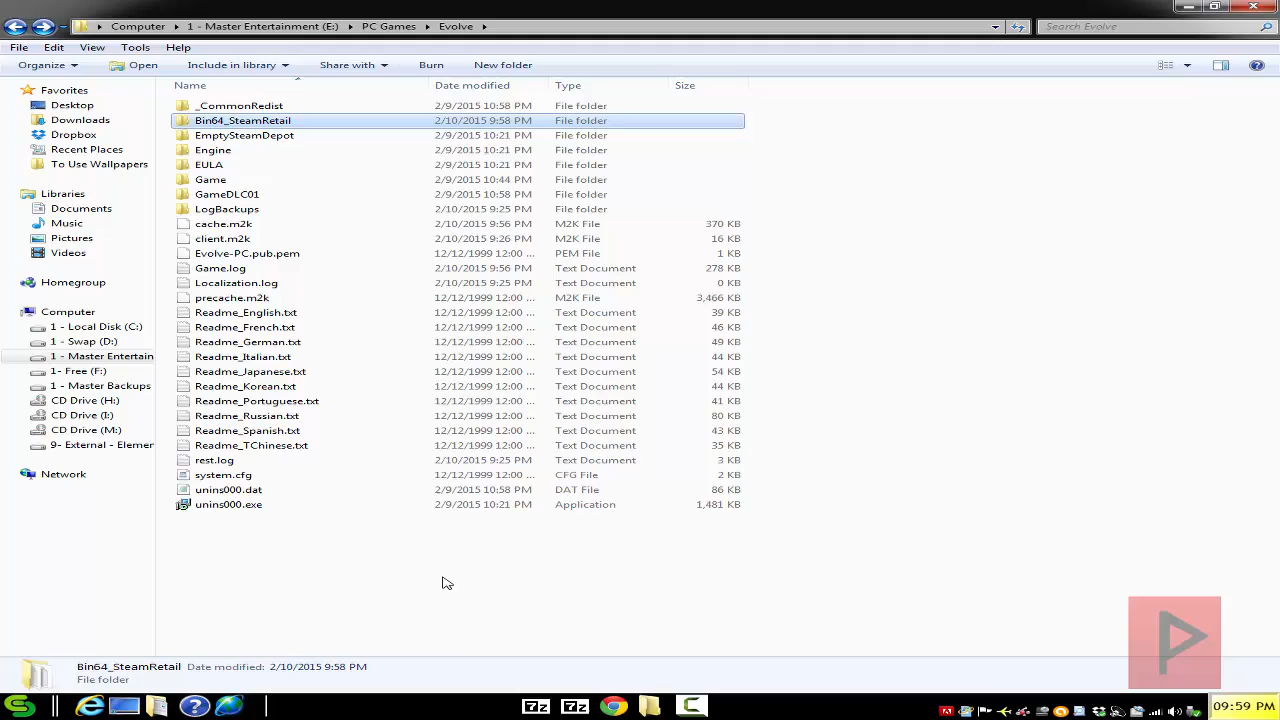 Computer ▸ 1 - Master Entertainment (E:) ▸ PC Games ▸ Evolve ▸
Search Evolve
File Edit View Tools Help
Organize Open Include in library Share with Burn New folder
Name Date modified Type Size
Favorites
Desktop
Downloads
Dropbox
Recent Places
To Use Wallpapers
Libraries
Documents
Music
Pictures
Videos
Homegroup
Computer
1 - Local Disk (C:)
1 - Swap (D:)
1 - Master Entertain
1- Free (F:)
1 - Master Backups
CD Drive (H:)
CD Drive (I:)
CD Drive (M:)
9- External - Elemer
Network
_CommonRedist 2/9/2015 10:58 PM File folder
Bin64_SteamRetail 2/10/2015 9:58 PM File folder
EmptySteamDepot 2/9/2015 10:21 PM File folder
Engine 2/9/2015 10:21 PM File folder
EULA 2/9/2015 10:21 PM File folder
Game 2/9/2015 10:44 PM File folder
GameDLC01 2/9/2015 10:58 PM File folder
LogBackups 2/10/2015 9:25 PM File folder
cache.m2k 2/10/2015 9:56 PM M2K File 370 KB
client.m2k 2/10/2015 9:26 PM M2K File 16 KB
Evolve-PC.pub.pem 12/12/1999 12:00 ... PEM File 1 KB
Game.log 2/10/2015 9:56 PM Text Document 278 KB
Localization.log 2/10/2015 9:25 PM Text Document 0 KB
precache.m2k 12/12/1999 12:00 ... M2K File 3,466 KB
Readme_English.txt 12/12/1999 12:00 ... Text Document 39 KB
Readme_French.txt 12/12/1999 12:00 ... Text Document 46 KB
Readme_German.txt 12/12/1999 12:00 ... Text Document 49 KB
Readme_Italian.txt 12/12/1999 12:00 ... Text Document 44 KB
Readme_Japanese.txt 12/12/1999 12:00 ... Text Document 54 KB
Readme_Korean.txt 12/12/1999 12:00 ... Text Document 44 KB
Readme_Portuguese.txt 12/12/1999 12:00 ... Text Document 41 KB
Readme_Russian.txt 12/12/1999 12:00 ... Text Document 80 KB
Readme_Spanish.txt 12/12/1999 12:00 ... Text Document 43 KB
Readme_TChinese.txt 12/12/1999 12:00 ... Text Document 35 KB
rest.log 2/10/2015 9:25 PM Text Document 3 KB
system.cfg 12/12/1999 12:00 ... CFG File 2 KB
unins000.dat 2/9/2015 10:58 PM DAT File 86 KB
unins000.exe 2/9/2015 10:21 PM Application 1,481 KB
Bin64_SteamRetail Date modified: 2/10/2015 9:58 PM
File folder
7z 7z
09:59 PM